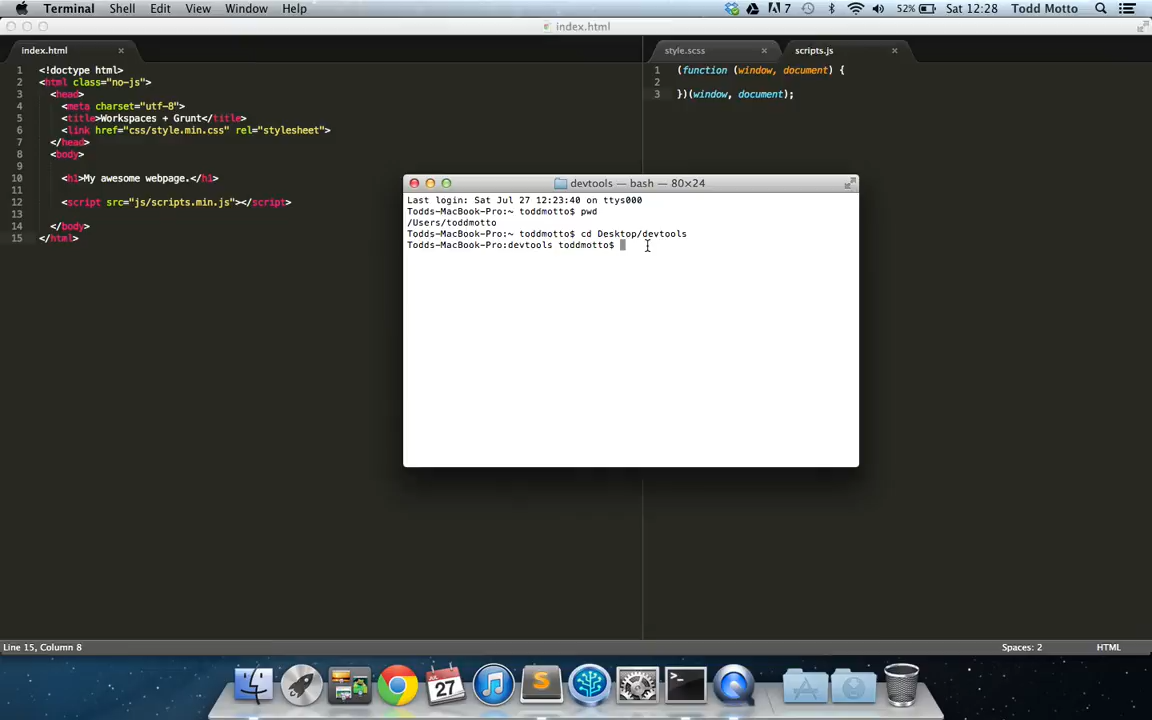 Terminal Shell Edit View Window Help 7 52% Sat 12:28 Todd Motto
index.html
index.html
1 <!doctype html>
2 <html class="no-js">
3 <head>
4 <meta charset="utf-8">
5 <title>Workspaces + Grunt</title>
6 <link href="css/style.min.css" rel="stylesheet">
7 </head>
8 <body>
9
10 <h1>My awesome webpage.</h1>
11
12 <script src="js/scripts.min.js"></script>
13
14 </body>
15 </html>
style.scss scripts.js
1 (function (window, document) {
2
3 })(window, document);
devtools — bash — 80×24
Last login: Sat Jul 27 12:23:40 on ttys000
Todds-MacBook-Pro:~ toddmotto$ pwd
/Users/toddmotto
Todds-MacBook-Pro:~ toddmotto$ cd Desktop/devtools
Todds-MacBook-Pro:devtools toddmotto$
Line 15, Column 8 Spaces: 2 HTML
JUL
27